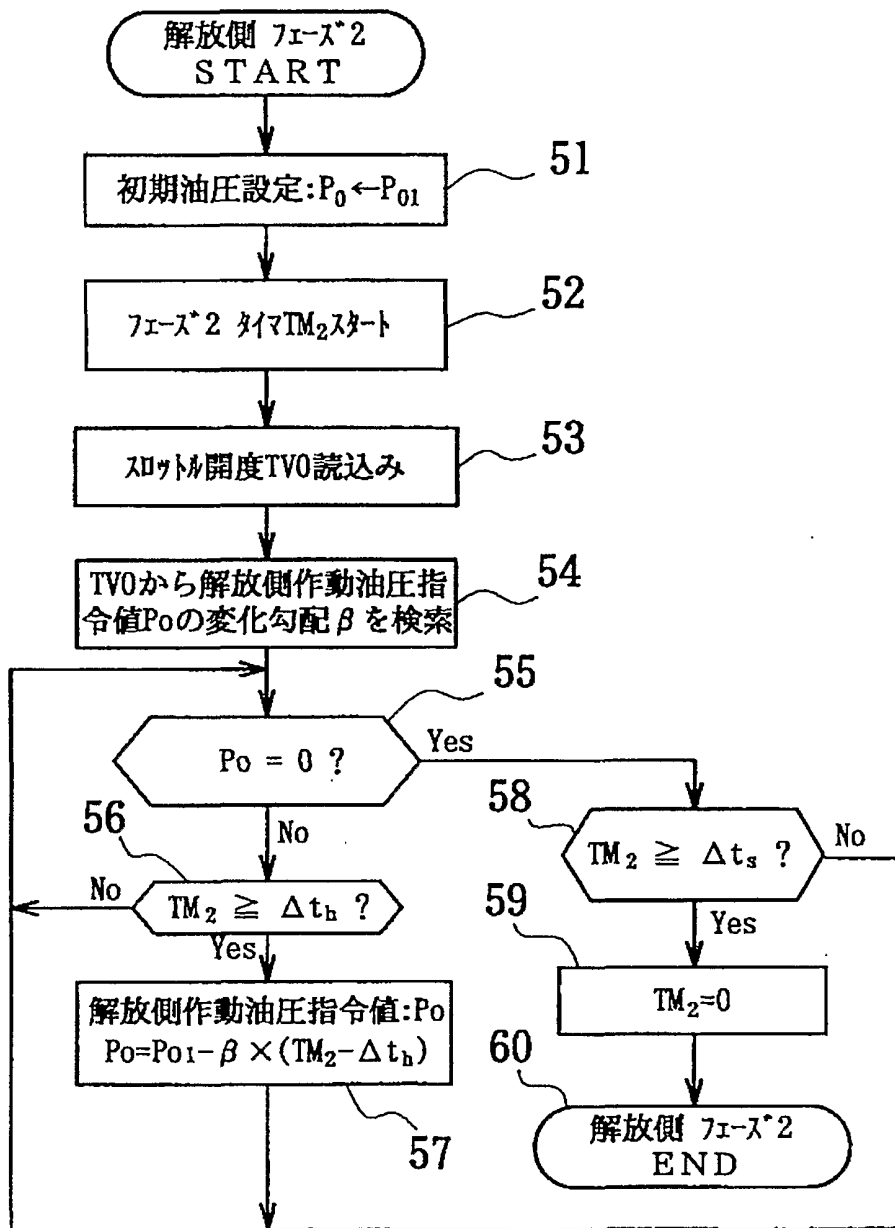 解放側 フェーズ2
START
51
初期油圧設定:P₀←P₀₁
52
フェーズ2 タイマTM₂スタート
53
スロットル開度TVO読込み
54
TVOから解放側作動油圧指
令値Poの変化勾配βを検索
55
Po = 0 ?
Yes
No
56
TM₂ ≧ Δtₕ ?
No
Yes
解放側作動油圧指令値:Po
Po=Po₁-β×(TM₂-Δtₕ)
57
58
TM₂ ≧ Δtₛ ?
No
Yes
59
TM₂=0
60
解放側 フェーズ2
END